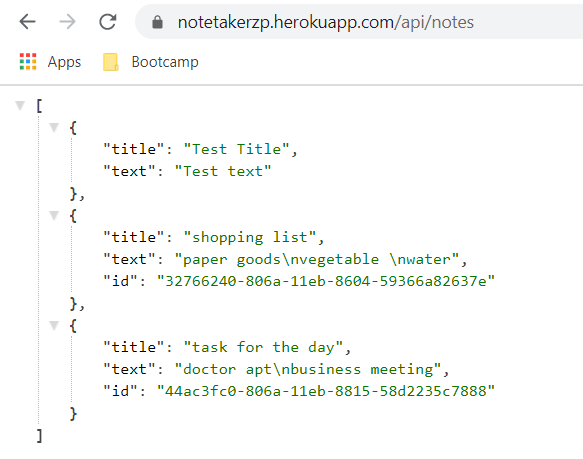 notetakerzp.herokuapp.com/api/notes
Apps Bootcamp
[
{
"title": "Test Title",
"text": "Test text"
},
{
"title": "shopping list",
"text": "paper goods\nvegetable \nwater",
"id": "32766240-806a-11eb-8604-59366a82637e"
},
{
"title": "task for the day",
"text": "doctor apt\nbusiness meeting",
"id": "44ac3fc0-806a-11eb-8815-58d2235c7888"
}
]